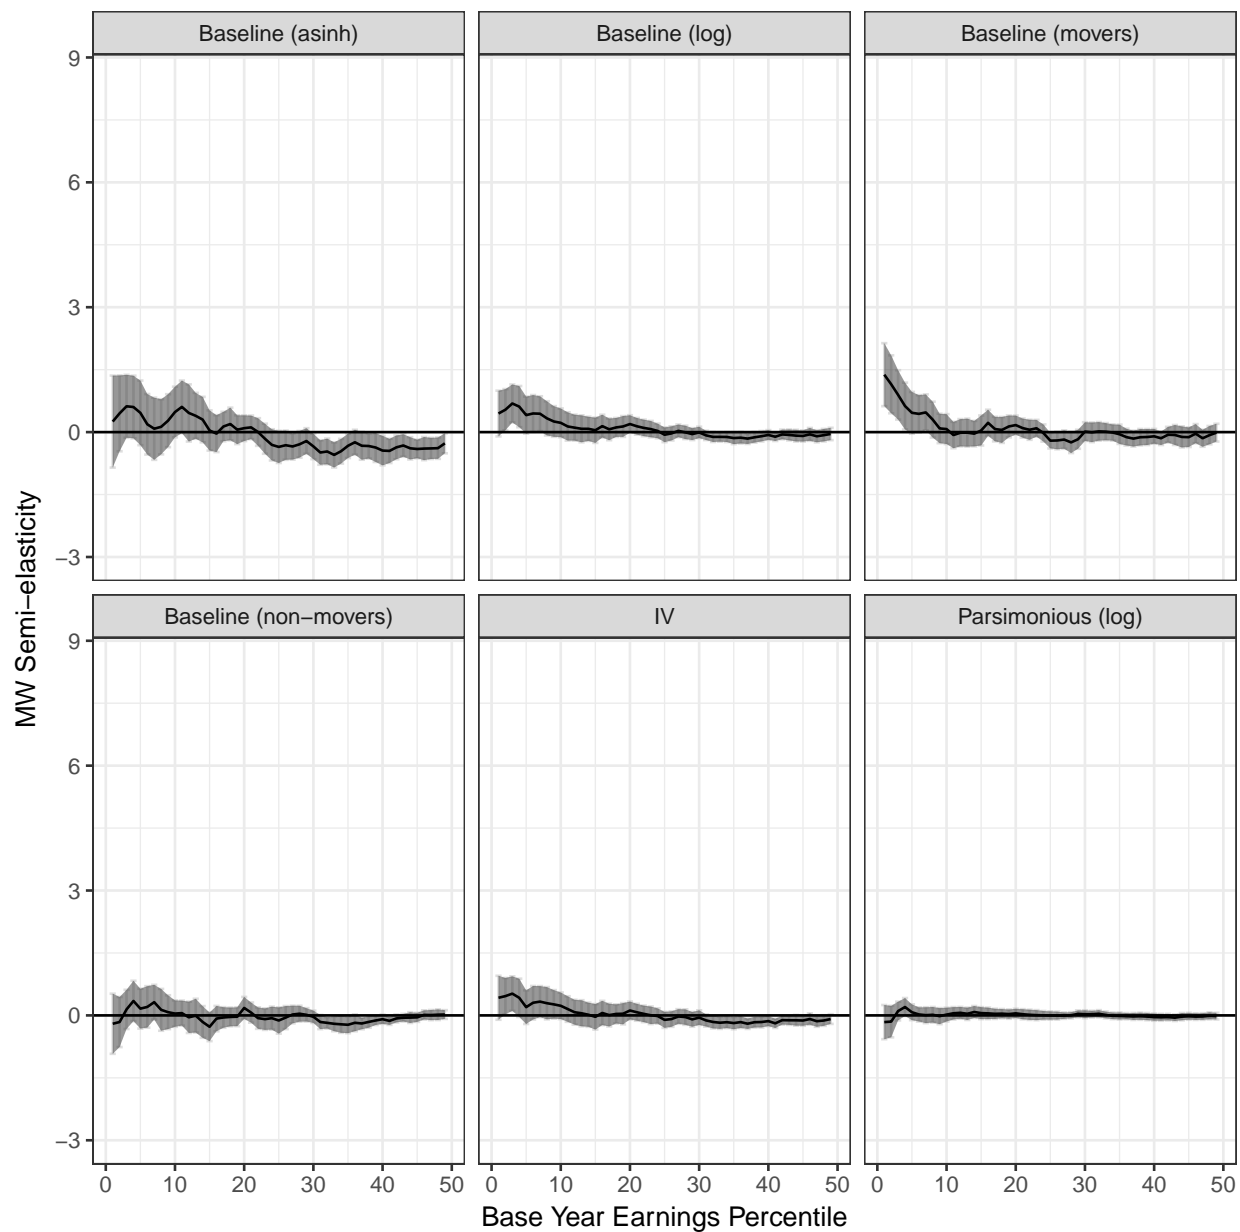 Baseline (asinh)
Baseline (log)
Baseline (movers)
9
6
3
0
−3
Baseline (non−movers)
IV
Parsimonious (log)
9
6
3
0
−3
MW Semi−elasticity
0 10 20 30 40 50
0 10 20 30 40 50
0 10 20 30 40 50
Base Year Earnings Percentile